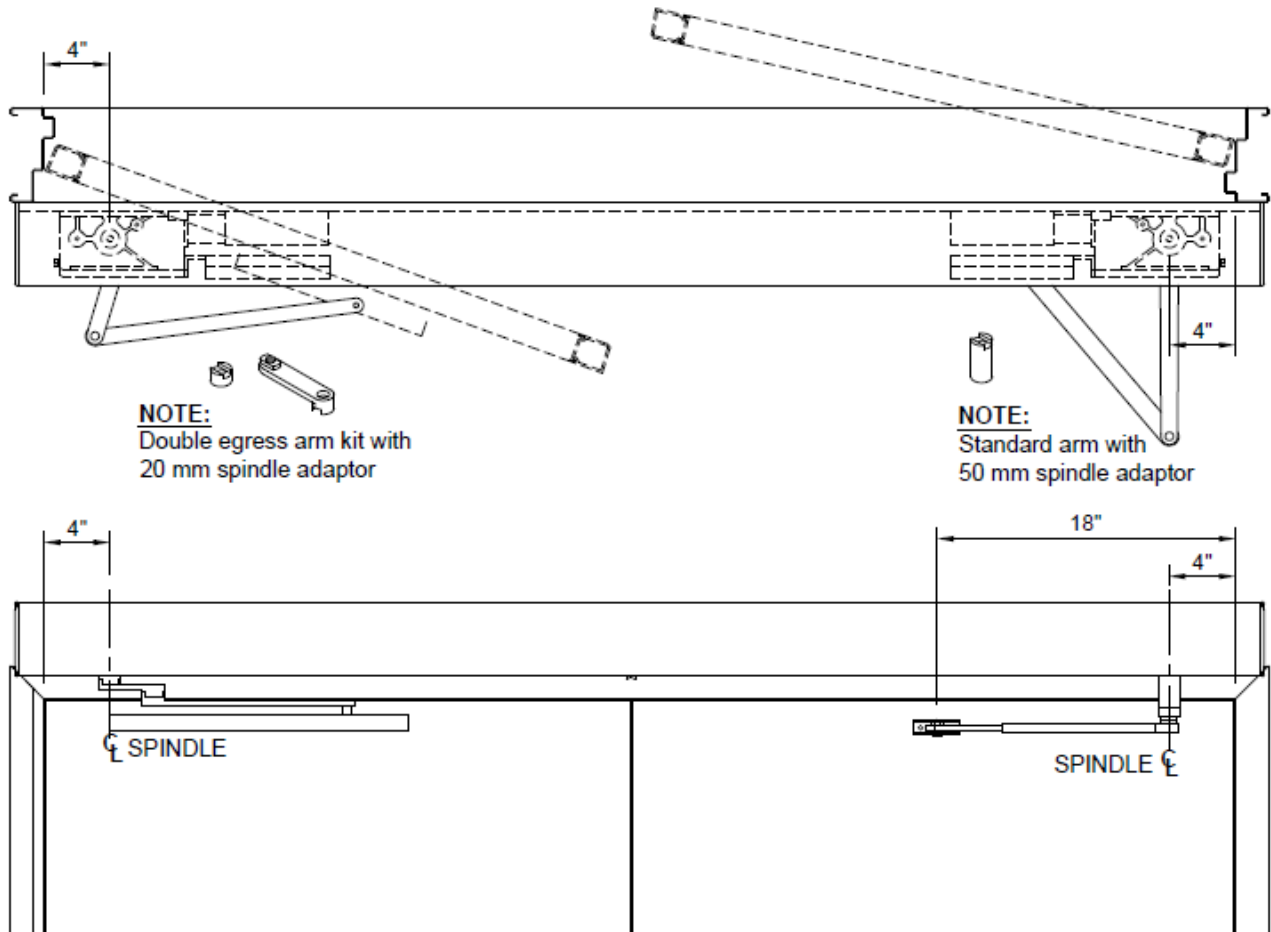 4"
4"
NOTE:
Double egress arm kit with
20 mm spindle adaptor
NOTE:
Standard arm with
50 mm spindle adaptor
4"
18"
4"
℄ SPINDLE
SPINDLE ℄